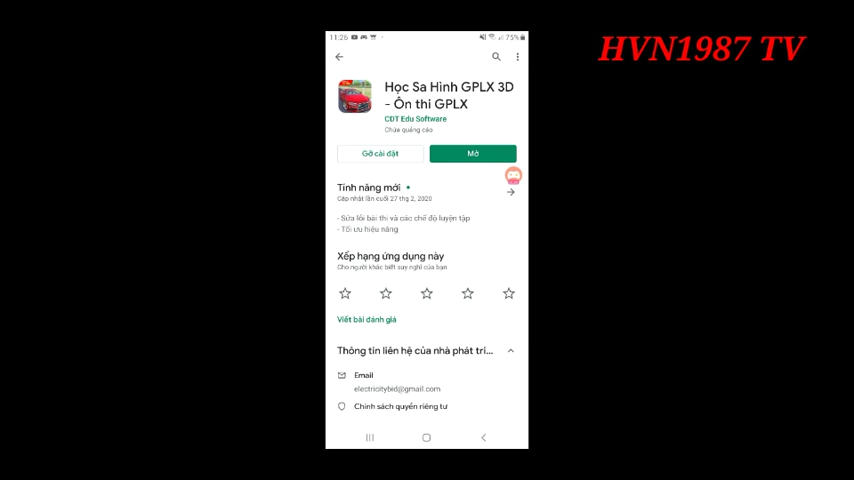 HVN1987 TV
11:26
75%
Học Sa Hình GPLX 3D
- Ôn thi GPLX
CDT Edu Software
Chứa quảng cáo
Gỡ cài đặt
Mở
Tính năng mới
Cập nhật lần cuối 27 thg 2, 2020
- Sửa lỗi bài thi và các chế độ luyện tập
- Tối ưu hiệu năng
Xếp hạng ứng dụng này
Cho người khác biết suy nghĩ của bạn
Viết bài đánh giá
Thông tin liên hệ của nhà phát tri...
Email
electricitybid@gmail.com
Chính sách quyền riêng tư